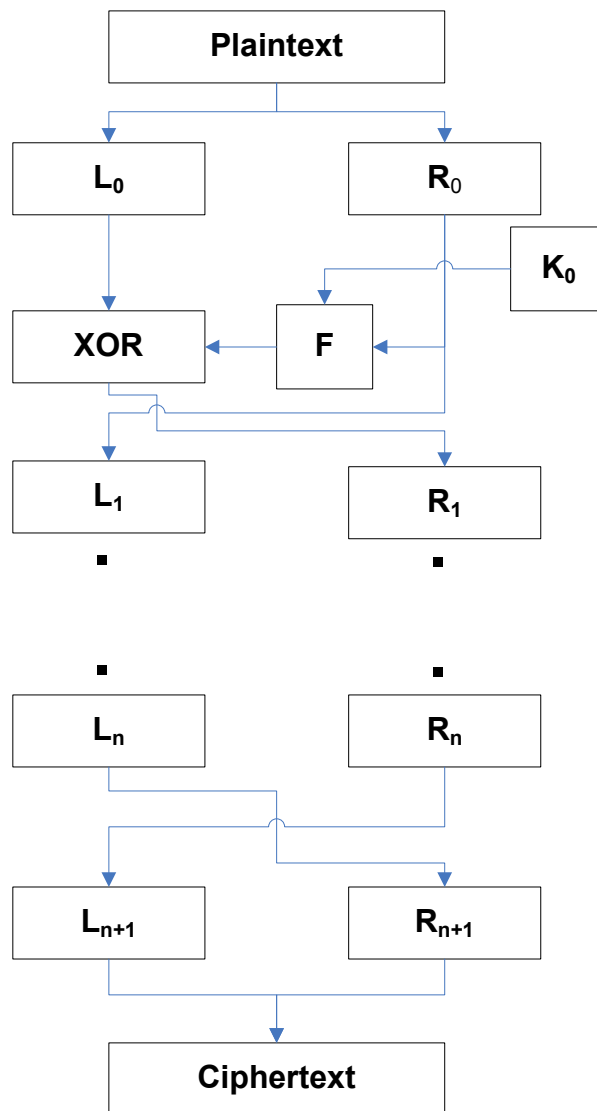 Plaintext
L₀ R₀
K₀
XOR F
L₁ R₁
Lₙ Rₙ
Lₙ₊₁ Rₙ₊₁
Ciphertext